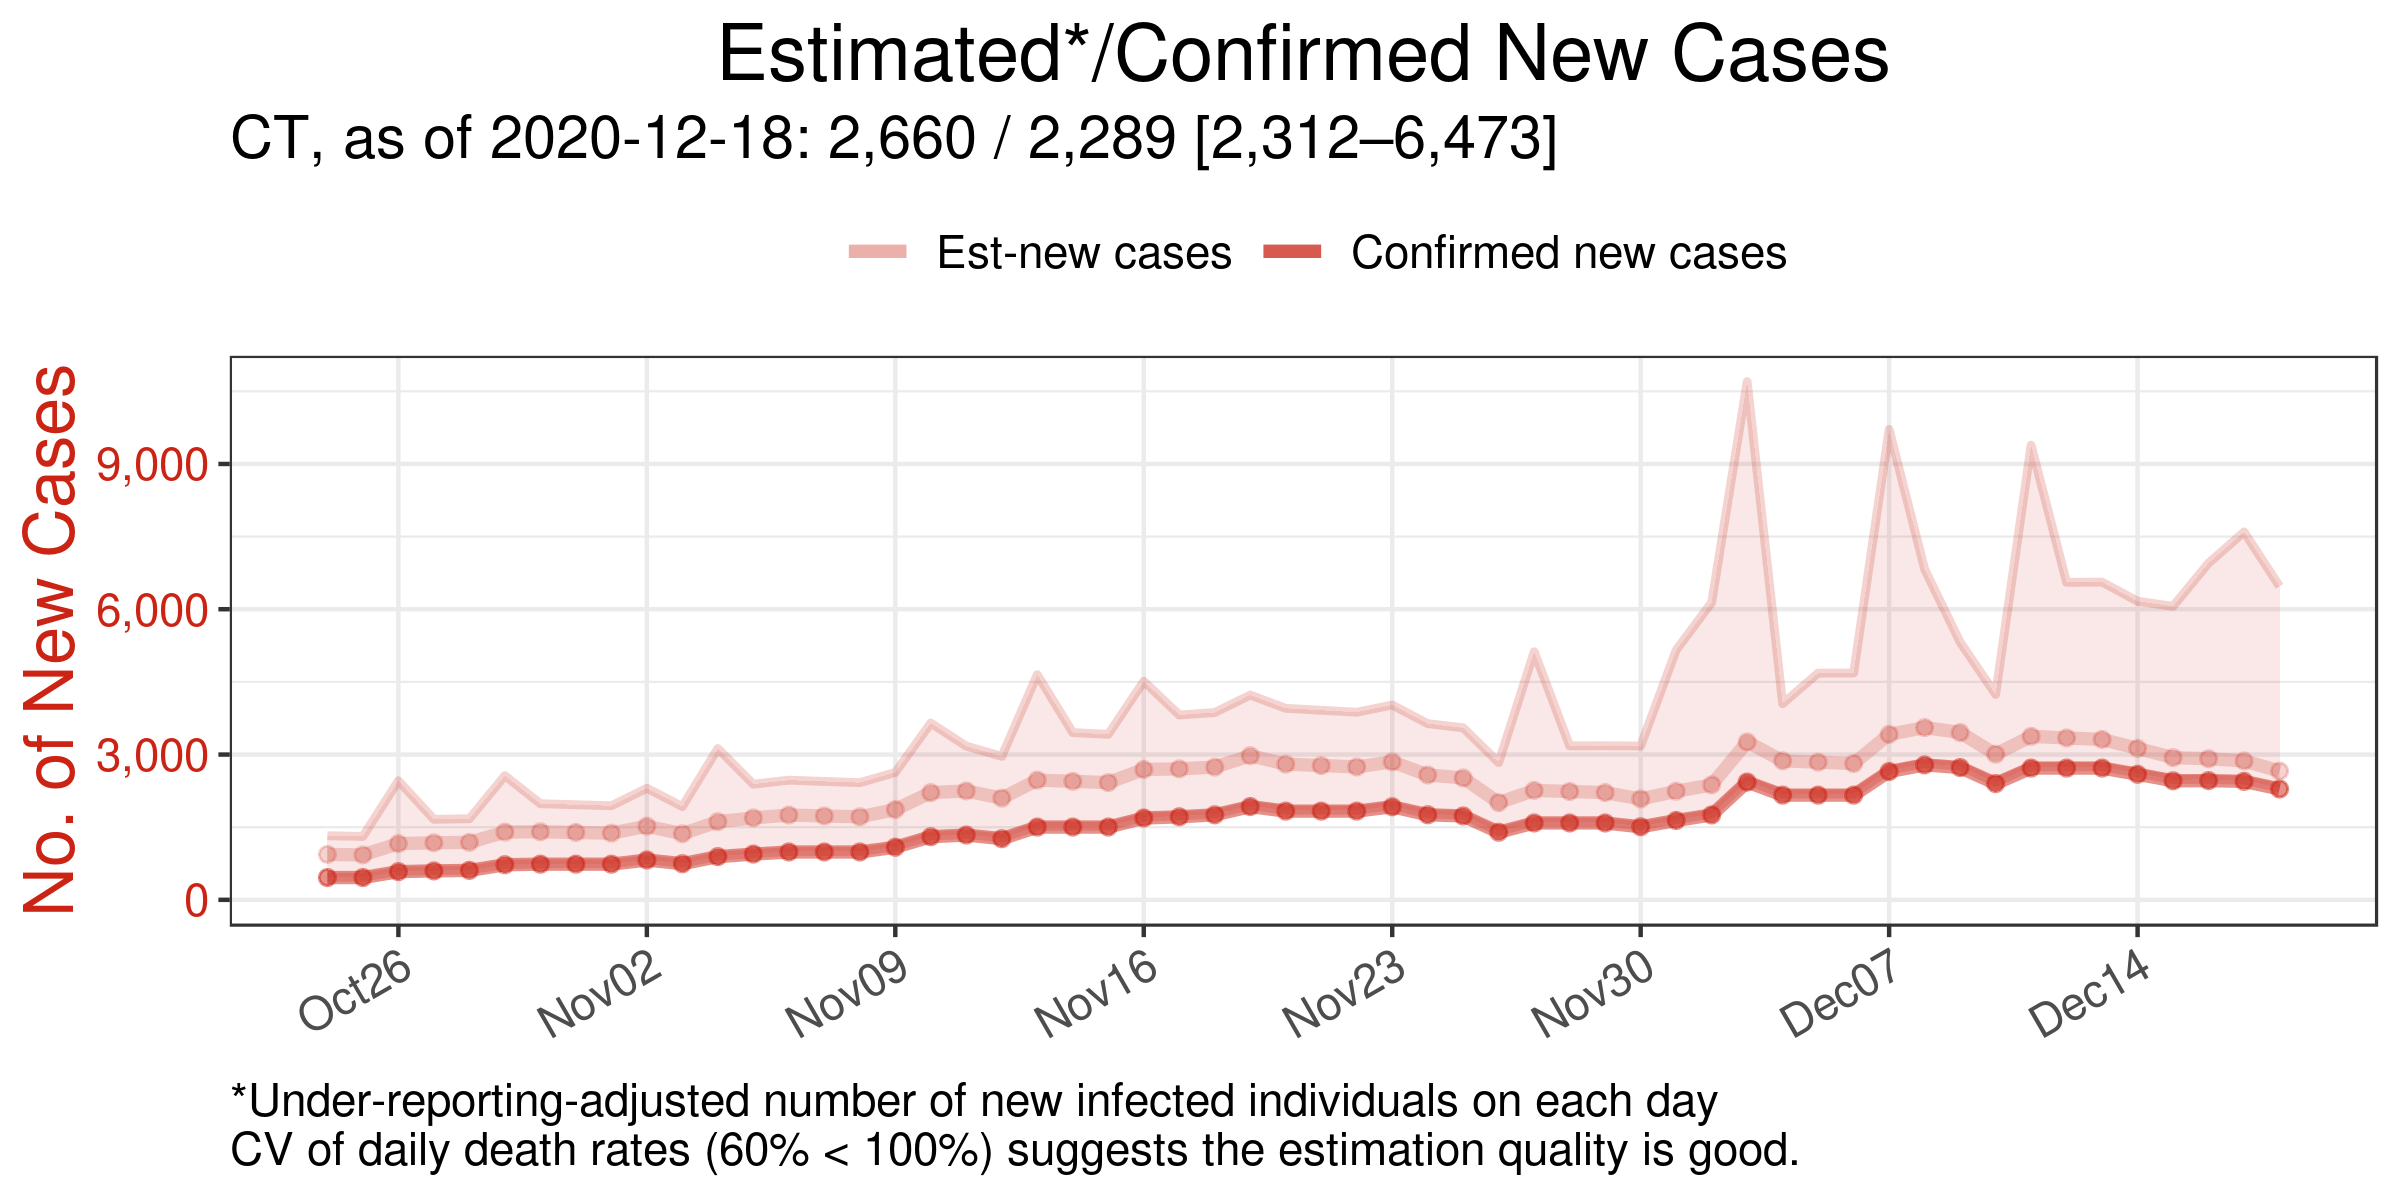 Estimated*/Confirmed New Cases
CT, as of 2020-12-18: 2,660 / 2,289 [2,312–6,473]
Est-new cases
Confirmed new cases
No. of New Cases
9,000
6,000
3,000
0
Oct26
Nov02
Nov09
Nov16
Nov23
Nov30
Dec07
Dec14
*Under-reporting-adjusted number of new infected individuals on each day
CV of daily death rates (60% < 100%) suggests the estimation quality is good.